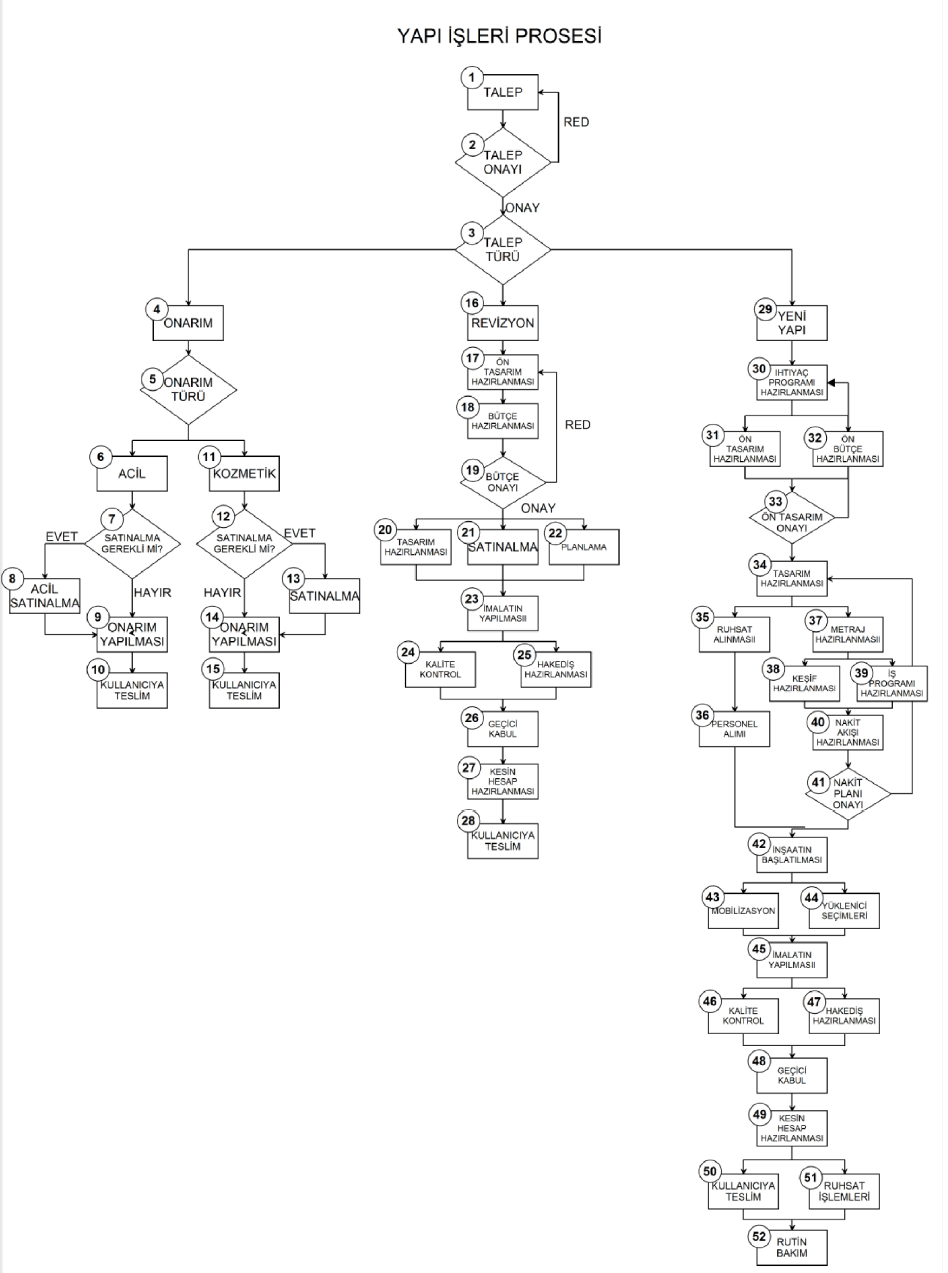 YAPI İŞLERİ PROSESİ
1
TALEP
RED
2
TALEP
ONAYI
ONAY
3
TALEP
TÜRÜ
4
ONARIM
5
ONARIM
TÜRÜ
6
ACİL
7
SATINALMA
GEREKLİ Mİ?
EVET
HAYIR
8
ACİL
SATINALMA
9
ONARIM
YAPILMASI
10
KULLANICIYA
TESLİM
11
KOZMETİK
12
SATINALMA
GEREKLİ Mİ?
EVET
HAYIR
13
SATINALMA
14
ONARIM
YAPILMASI
15
KULLANICIYA
TESLİM
16
REVİZYON
17
ÖN
TASARIM
HAZIRLANMASI
18
BÜTÇE
HAZIRLANMASI
RED
19
BÜTÇE
ONAYI
ONAY
20
TASARIM
HAZIRLANMASI
21
SATINALMA
22
PLANLAMA
23
İMALATIN
YAPILMASII
24
KALİTE
KONTROL
25
HAKEDİŞ
HAZIRLANMASI
26
GEÇİCİ
KABUL
27
KESİN
HESAP
HAZIRLANMASI
28
KULLANICIYA
TESLİM
29
YENİ
YAPI
30
IHTIYAÇ
PROGRAMI
HAZIRLANMASI
31
ÖN
TASARIM
HAZIRLANMASI
32
ÖN
BÜTÇE
HAZIRLANMASI
33
ÖN TASARIM
ONAYI
34
TASARIM
HAZIRLANMASI
35
RUHSAT
ALINMASII
36
PERSONEL
ALIMI
37
METRAJ
HAZIRLANMASII
38
KEŞİF
HAZIRLANMASI
39
İŞ
PROGRAMI
HAZIRLANMASI
40
NAKİT
AKIŞI
HAZIRLANMASI
41
NAKİT
PLANI
ONAYI
42
İNŞAATIN
BAŞLATILMASI
43
MOBİLİZASYON
44
YÜKLENİCİ
SEÇİMLERİ
45
İMALATIN
YAPILMASII
46
KALİTE
KONTROL
47
HAKEDİŞ
HAZIRLANMASI
48
GEÇİCİ
KABUL
49
KESİN
HESAP
HAZIRLANMASI
50
KULLANICIYA
TESLİM
51
RUHSAT
İŞLEMLERİ
52
RUTİN
BAKIM